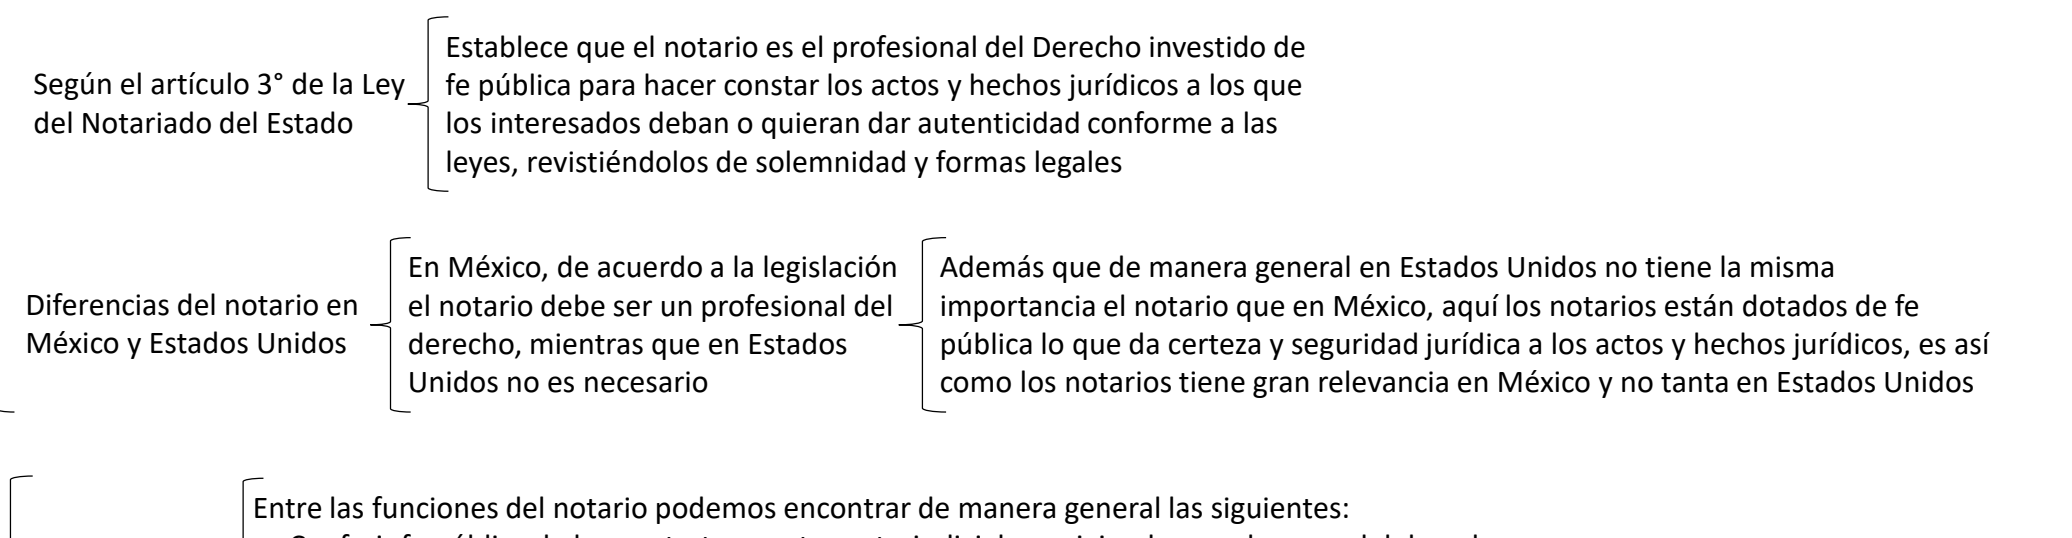 Según el artículo 3° de la Ley
del Notariado del Estado
Establece que el notario es el profesional del Derecho investido de
fe pública para hacer constar los actos y hechos jurídicos a los que
los interesados deban o quieran dar autenticidad conforme a las
leyes, revistiéndolos de solemnidad y formas legales
Diferencias del notario en
México y Estados Unidos
En México, de acuerdo a la legislación
el notario debe ser un profesional del
derecho, mientras que en Estados
Unidos no es necesario
Además que de manera general en Estados Unidos no tiene la misma
importancia el notario que en México, aquí los notarios están dotados de fe
pública lo que da certeza y seguridad jurídica a los actos y hechos jurídicos, es así
como los notarios tiene gran relevancia en México y no tanta en Estados Unidos
Entre las funciones del notario podemos encontrar de manera general las siguientes: